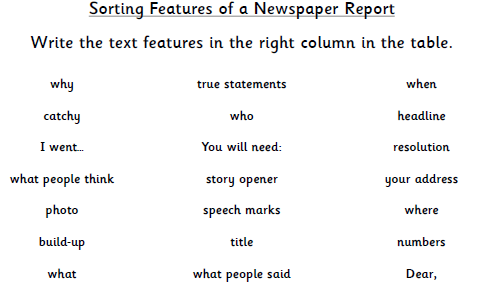 Sorting Features of a Newspaper Report
Write the text features in the right column in the table.
why true statements when
catchy who headline
I went... You will need: resolution
what people think story opener your address
photo speech marks where
build-up title numbers
what what people said Dear,